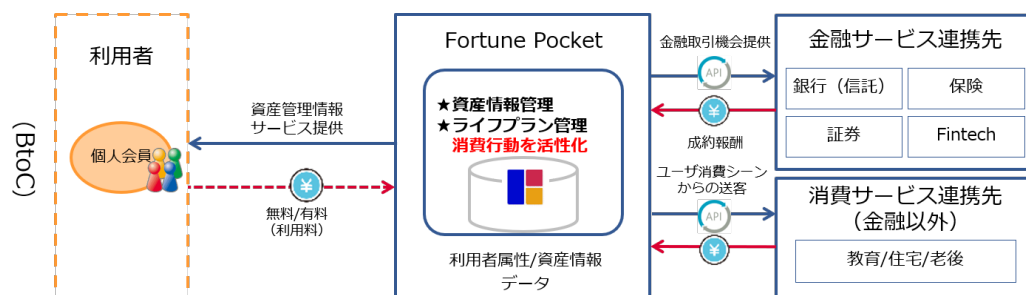 (BtoC)
利用者
個人会員
資産管理情報
サービス提供
¥
無料/有料
(利用料)
Fortune Pocket
★資産情報管理
★ライフプラン管理
消費行動を活性化
利用者属性/資産情報
データ
金融取引機会提供
API
¥
成約報酬
ユーザ消費シーン
からの送客
API
¥
金融サービス連携先
銀行（信託）
保険
証券
Fintech
消費サービス連携先
（金融以外）
教育/住宅/老後